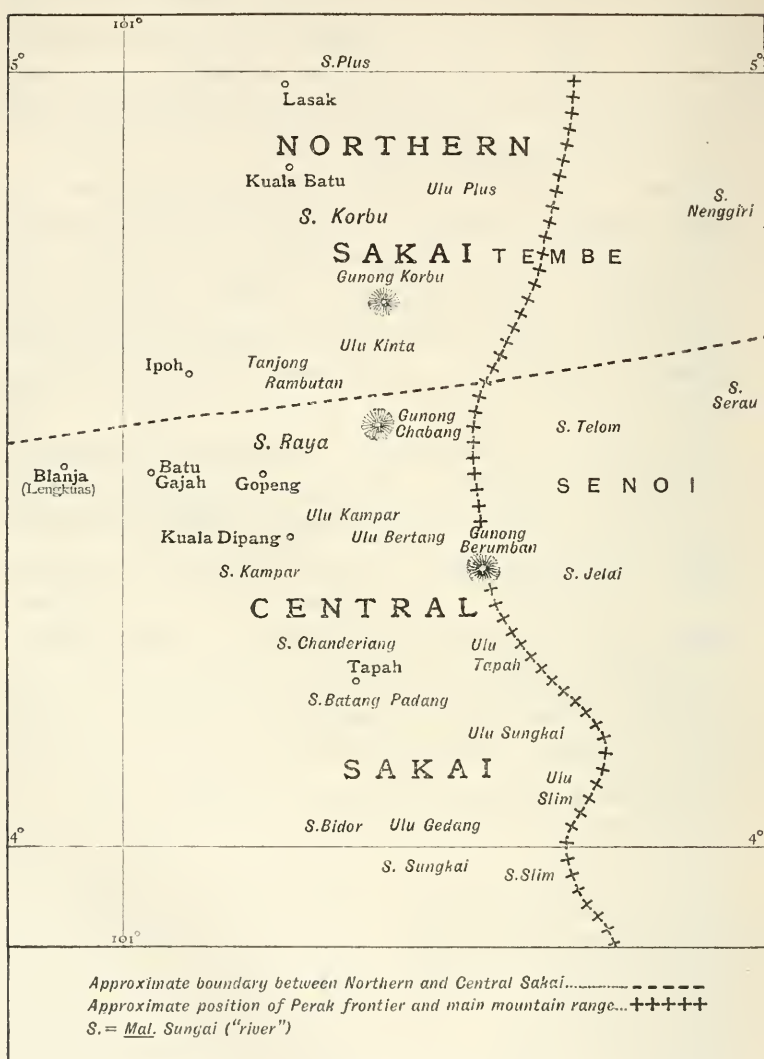 101°
5°
S.Plus
5°
Lasak
NORTHERN
Kuala Batu
Ulu Plus
S.
Nenggiri
S. Korbu
SAKAI
TEMBE
Gunong Korbu
Ulu Kinta
Ipoh
Tanjong
Rambutan
S.
Serau
Gunong
Chabang
S. Telom
S. Raya
Blanja
(Lengkuas)
Batu
Gajah
Gopeng
SENOI
Ulu Kampar
Kuala Dipang
Ulu Bertang
Gunong
Berumban
S. Kampar
S. Jelai
CENTRAL
S. Chanderiang
Ulu
Tapah
Tapah
S.Batang Padang
Ulu Sungkai
SAKAI
Ulu
Slim
S.Bidor
Ulu Gedang
4°
4°
S. Sungkai
S.Slim
101°
Approximate boundary between Northern and Central Sakai
Approximate position of Perak frontier and main mountain range...+++++
S. = Mal. Sungai ("river")